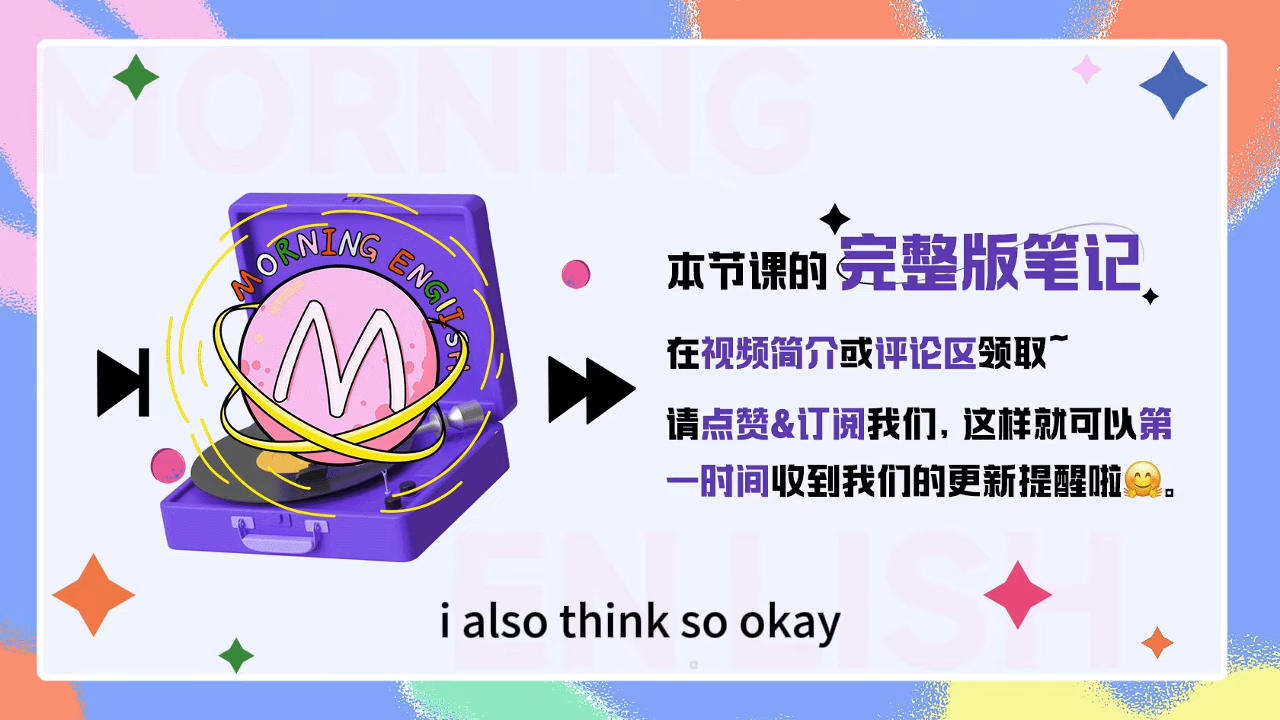 MORNING
MORNING ENGLISH
M
本节课的 完整版笔记
在视频简介或评论区领取~
请点赞&订阅我们, 这样就可以第
一时间收到我们的更新提醒啦🤗。
EN LISH
i also think so okay